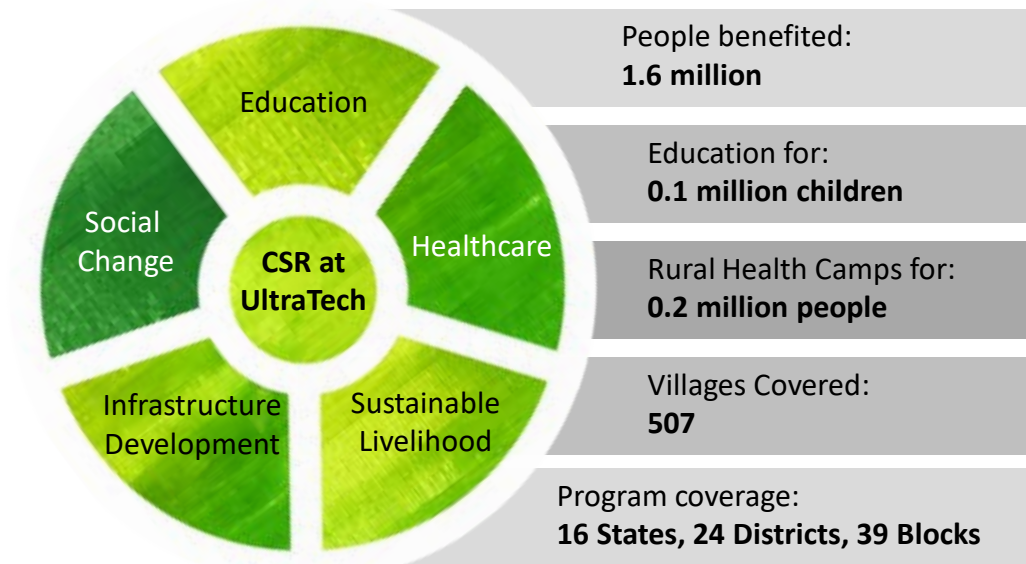 Education
Healthcare
Sustainable
Livelihood
Infrastructure
Development
Social
Change
CSR at
UltraTech
People benefited:
1.6 million
Education for:
0.1 million children
Rural Health Camps for:
0.2 million people
Villages Covered:
507
Program coverage:
16 States, 24 Districts, 39 Blocks